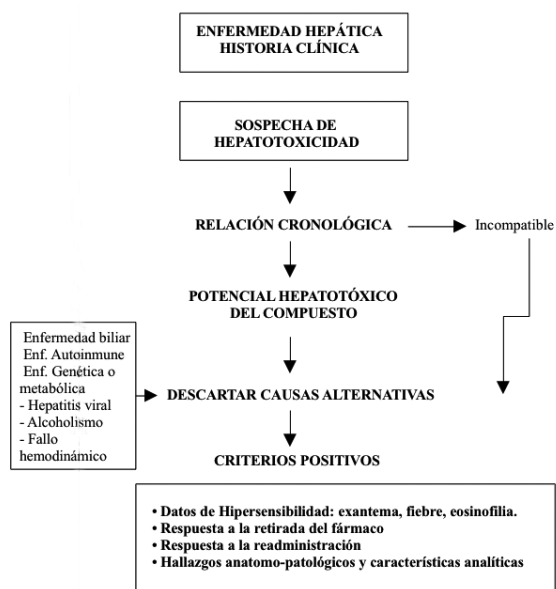 ENFERMEDAD HEPÁTICA
HISTORIA CLÍNICA
SOSPECHA DE
HEPATOTOXICIDAD
RELACIÓN CRONOLÓGICA
Incompatible
POTENCIAL HEPATOTÓXICO
DEL COMPUESTO
Enfermedad biliar
Enf. Autoinmune
Enf. Genética o
metabólica
- Hepatitis viral
- Alcoholismo
- Fallo
hemodinámico
DESCARTAR CAUSAS ALTERNATIVAS
CRITERIOS POSITIVOS
• Datos de Hipersensibilidad: exantema, fiebre, eosinofilia.
• Respuesta a la retirada del fármaco
• Respuesta a la readministración
• Hallazgos anatomo-patológicos y características analíticas